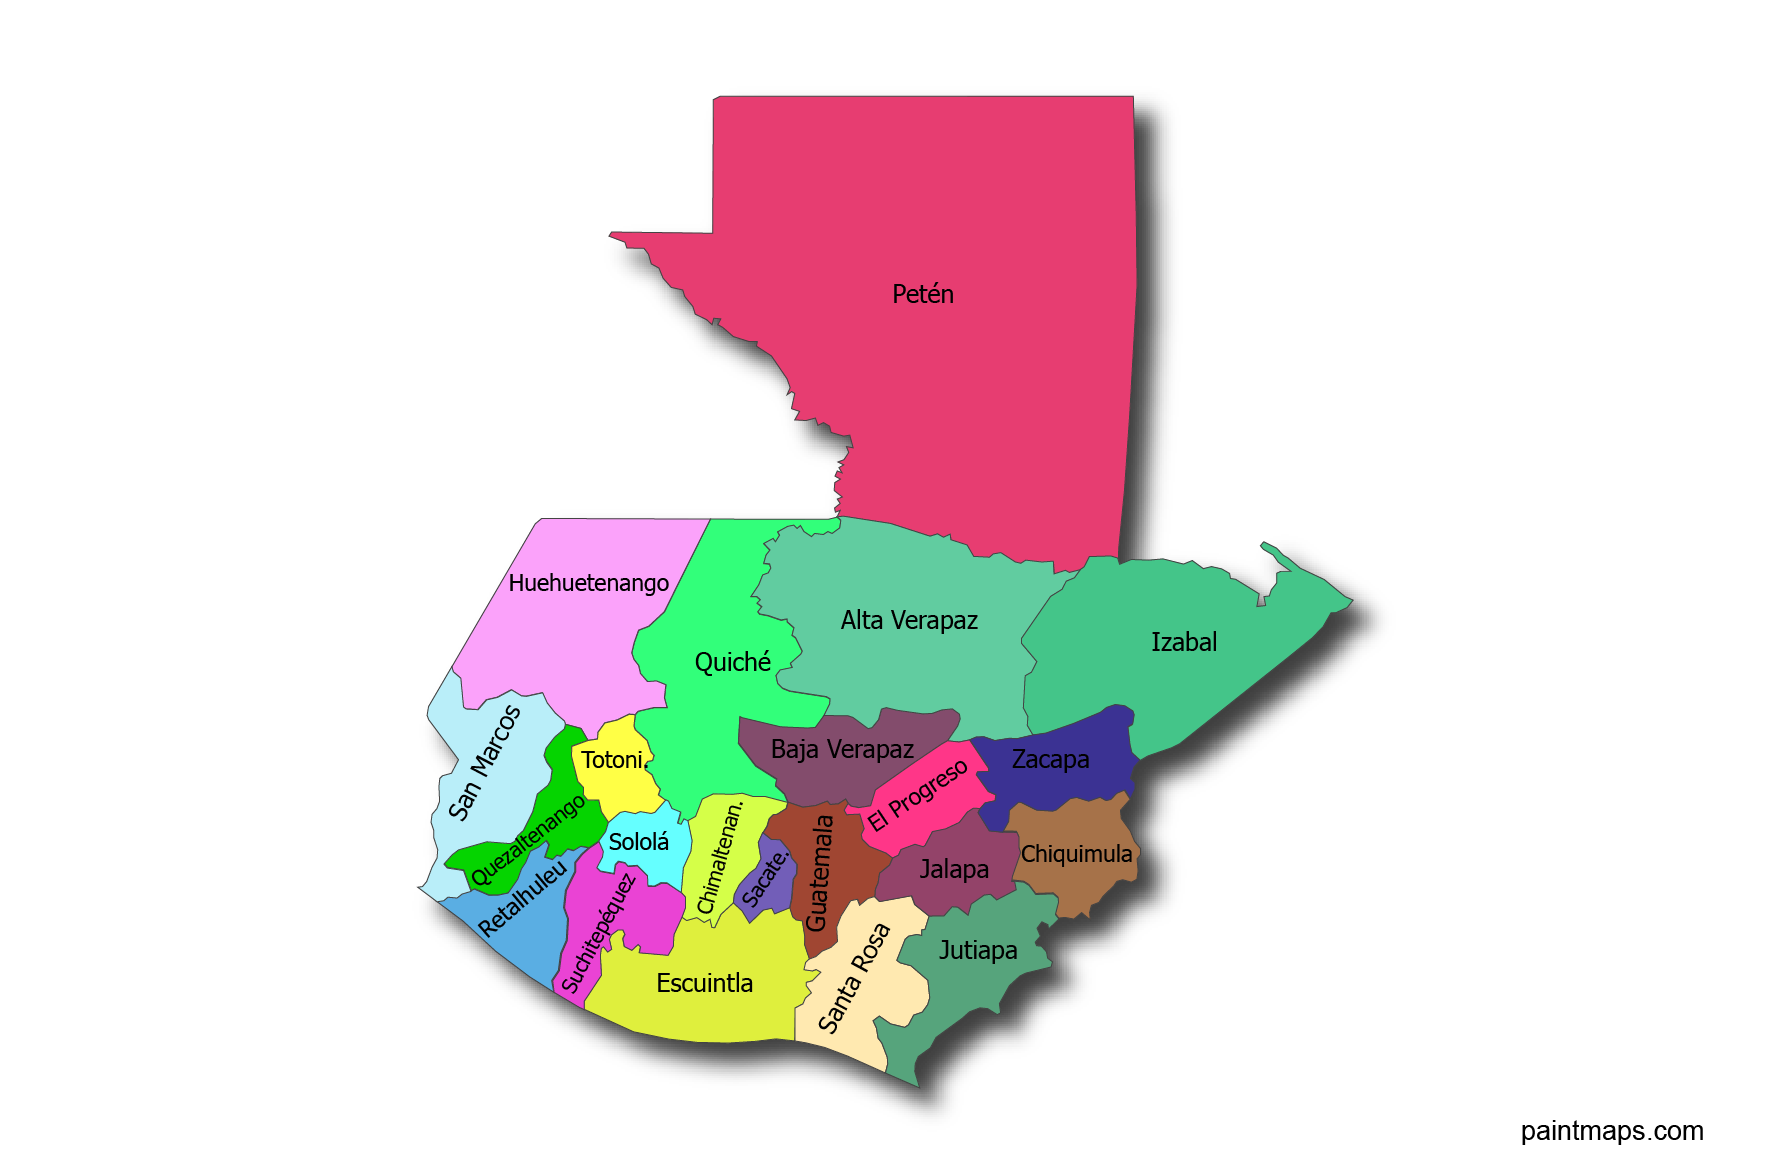 Petén
Huehuetenango
Alta Verapaz
Izabal
Quiché
San Marcos
Totoni.
Baja Verapaz
Zacapa
El Progreso
Quezaltenango
Sololá
Chimaltenan.
Sacate.
Guatemala
Jalapa
Chiquimula
Retalhuleu
Suchitepéquez
Escuintla
Santa Rosa
Jutiapa
paintmaps.com